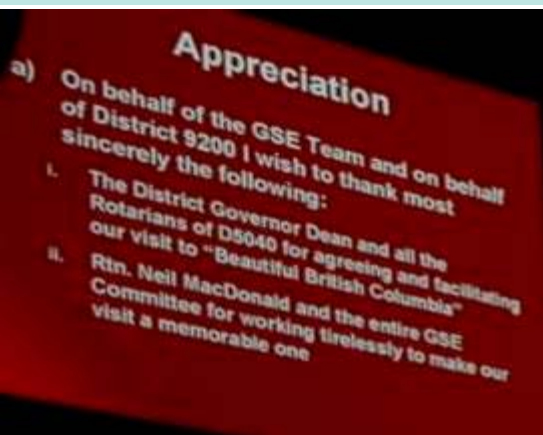 Appreciation
a) On behalf of the GSE Team and on behalf
of District 9200 I wish to thank most
sincerely the following:
i. The District Governor Dean and all the
Rotarians of D5040 for agreeing and facilitating
our visit to "Beautiful British Columbia"
ii. Rtn. Neil MacDonald and the entire GSE
Committee for working tirelessly to make our
visit a memorable one